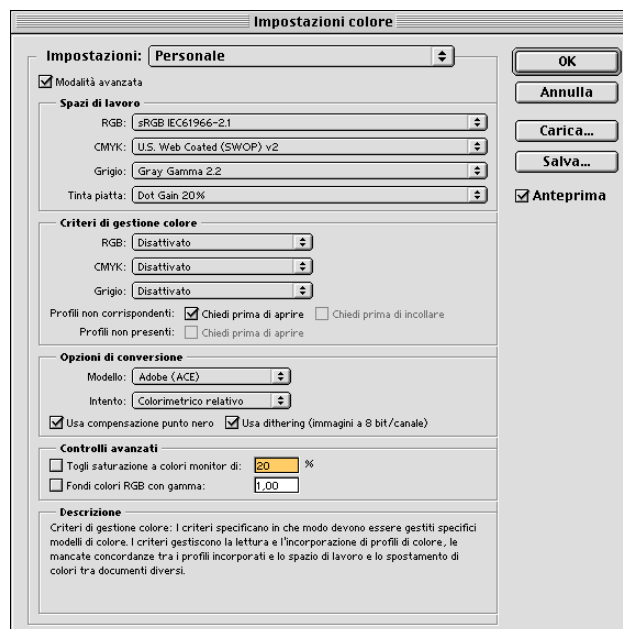 Impostazioni colore
Impostazioni: Personale
Modalità avanzata
Spazi di lavoro
RGB: sRGB IEC61966-2.1
CMYK: U.S. Web Coated (SWOP) v2
Grigio: Gray Gamma 2.2
Tinta piatta: Dot Gain 20%
Criteri di gestione colore
RGB: Disattivato
CMYK: Disattivato
Grigio: Disattivato
Profili non corrispondenti: Chiedi prima di aprire Chiedi prima di incollare
Profili non presenti: Chiedi prima di aprire
Opzioni di conversione
Modello: Adobe (ACE)
Intento: Colorimetrico relativo
Usa compensazione punto nero Usa dithering (immagini a 8 bit/canale)
Controlli avanzati
Togli saturazione a colori monitor di: 20 %
Fondi colori RGB con gamma: 1,00
Descrizione
Criteri di gestione colore: I criteri specificano in che modo devono essere gestiti specifici
modelli di colore. I criteri gestiscono la lettura e l'incorporazione di profili di colore, le
mancate concordanze tra i profili incorporati e lo spazio di lavoro e lo spostamento di
colori tra documenti diversi.
OK
Annulla
Carica...
Salva...
Anteprima